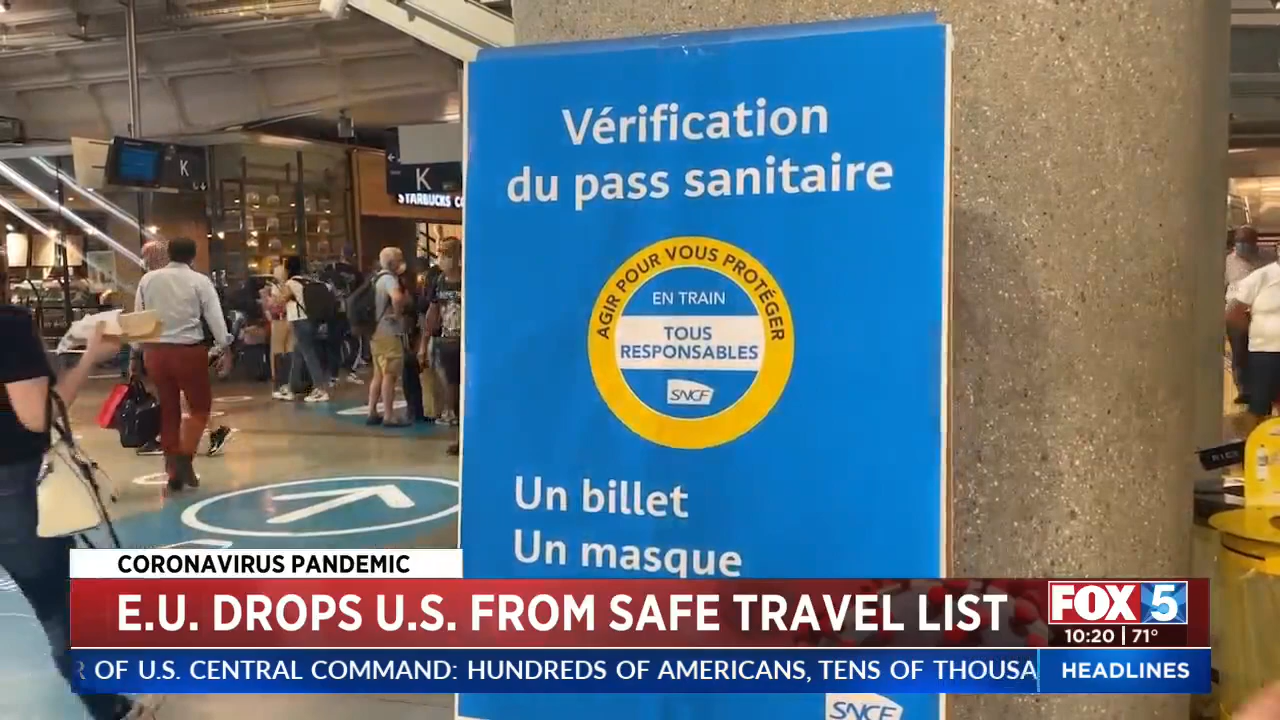 Vérification
du pass sanitaire
AGIR POUR VOUS PROTÉGER
EN TRAIN
TOUS
RESPONSABLES
SNCF
Un billet
Un masque
SNCF
K
K
STARBUCKS CO
CORONAVIRUS PANDEMIC
E.U. DROPS U.S. FROM SAFE TRAVEL LIST
FOX 5
10:20 | 71°
R OF U.S. CENTRAL COMMAND: HUNDREDS OF AMERICANS, TENS OF THOUSA
HEADLINES